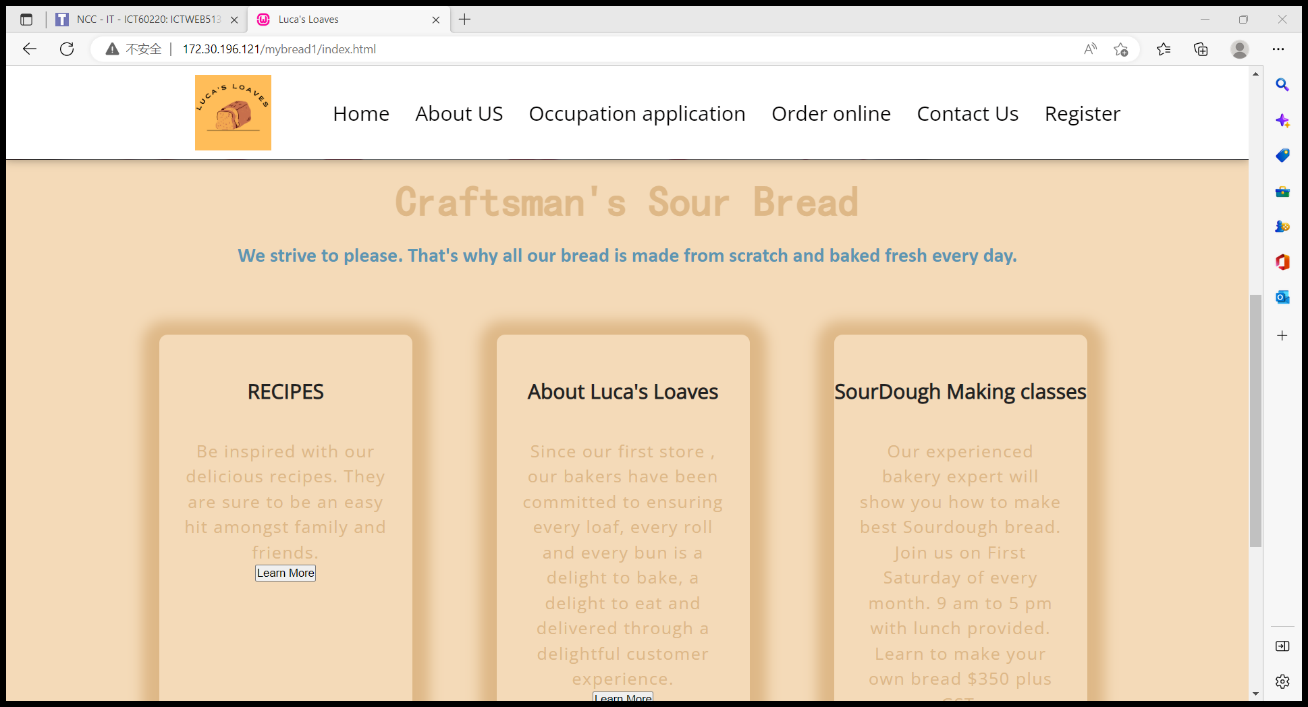 NCC - IT - ICT60220: ICTWEB513
Luca's Loaves
不安全 | 172.30.196.121/mybread1/index.html
LUCA'S LOAVES
Home About US Occupation application Order online Contact Us Register
Craftsman's Sour Bread
We strive to please. That's why all our bread is made from scratch and baked fresh every day.
RECIPES
Be inspired with our
delicious recipes. They
are sure to be an easy
hit amongst family and
friends.
Learn More
About Luca's Loaves
Since our first store ,
our bakers have been
committed to ensuring
every loaf, every roll
and every bun is a
delight to bake, a
delight to eat and
delivered through a
delightful customer
experience.
Learn More
SourDough Making classes
Our experienced
bakery expert will
show you how to make
best Sourdough bread.
Join us on First
Saturday of every
month. 9 am to 5 pm
with lunch provided.
Learn to make your
own bread $350 plus